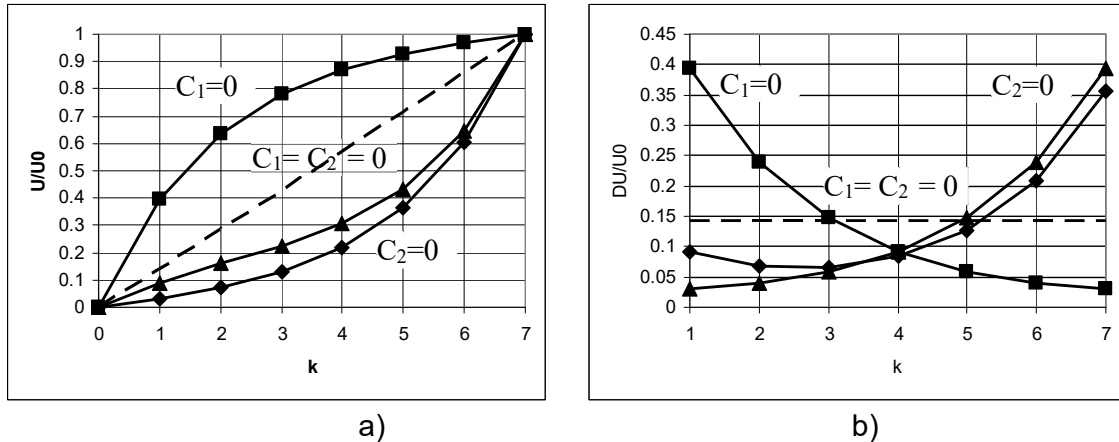 1
0.9
0.8
0.7
0.6
0.5
0.4
0.3
0.2
0.1
0
U/U0
C₁=0
C₁= C₂ = 0
C₂=0
0 1 2 3 4 5 6 7
k
a)
0.45
0.4
0.35
0.3
0.25
0.2
0.15
0.1
0.05
0
DU/U0
C₁=0
C₂=0
C₁= C₂ = 0
1 2 3 4 5 6 7
k
b)